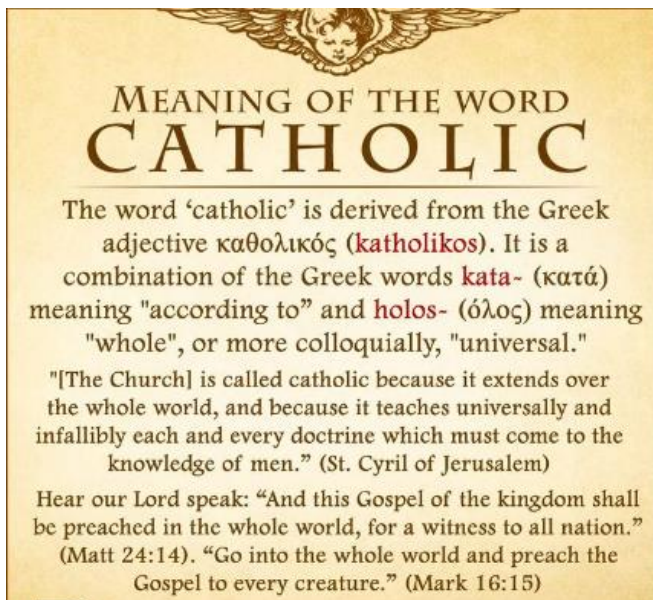 MEANING OF THE WORD
CATHOLIC
The word ‘catholic’ is derived from the Greek
adjective καθολικός (katholikos). It is a
combination of the Greek words kata- (κατά)
meaning "according to” and holos- (όλος) meaning
"whole", or more colloquially, "universal."
"[The Church] is called catholic because it extends over
the whole world, and because it teaches universally and
infallibly each and every doctrine which must come to the
knowledge of men.” (St. Cyril of Jerusalem)
Hear our Lord speak: “And this Gospel of the kingdom shall
be preached in the whole world, for a witness to all nation.”
(Matt 24:14). “Go into the whole world and preach the
Gospel to every creature.” (Mark 16:15)